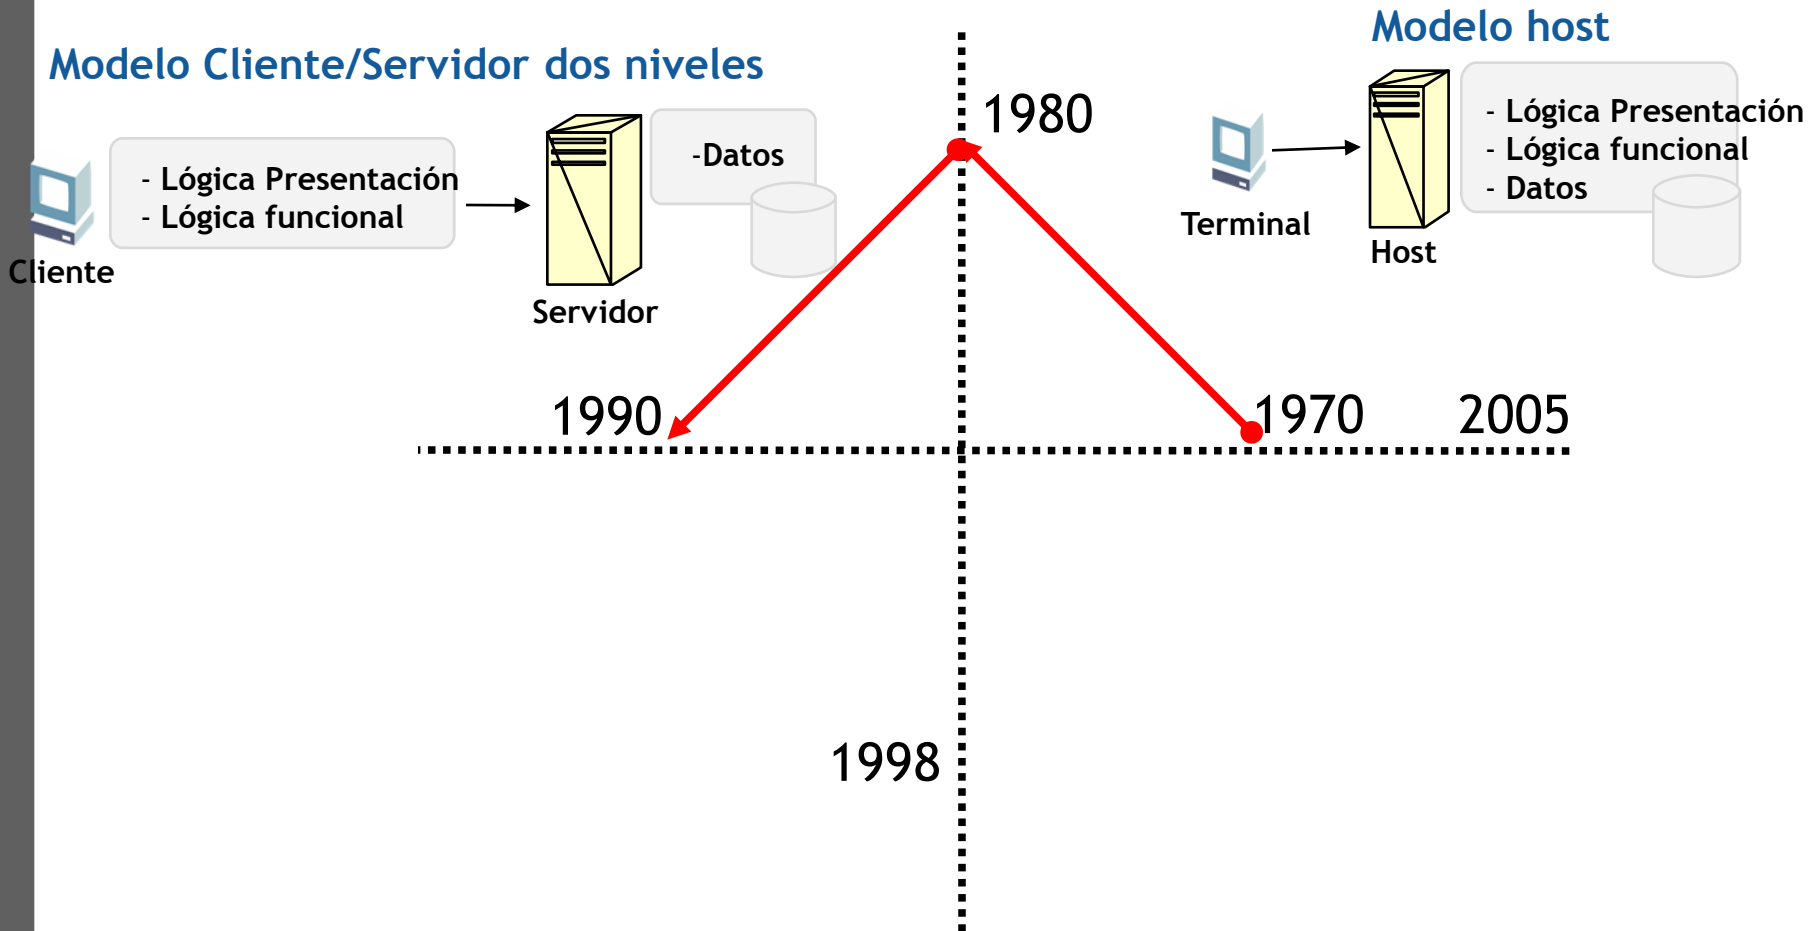 Modelo Cliente/Servidor dos niveles
- Lógica Presentación
- Lógica funcional
Cliente
Servidor
-Datos
1980
Modelo host
- Lógica Presentación
- Lógica funcional
- Datos
Terminal
Host
1990
1970
2005
1998